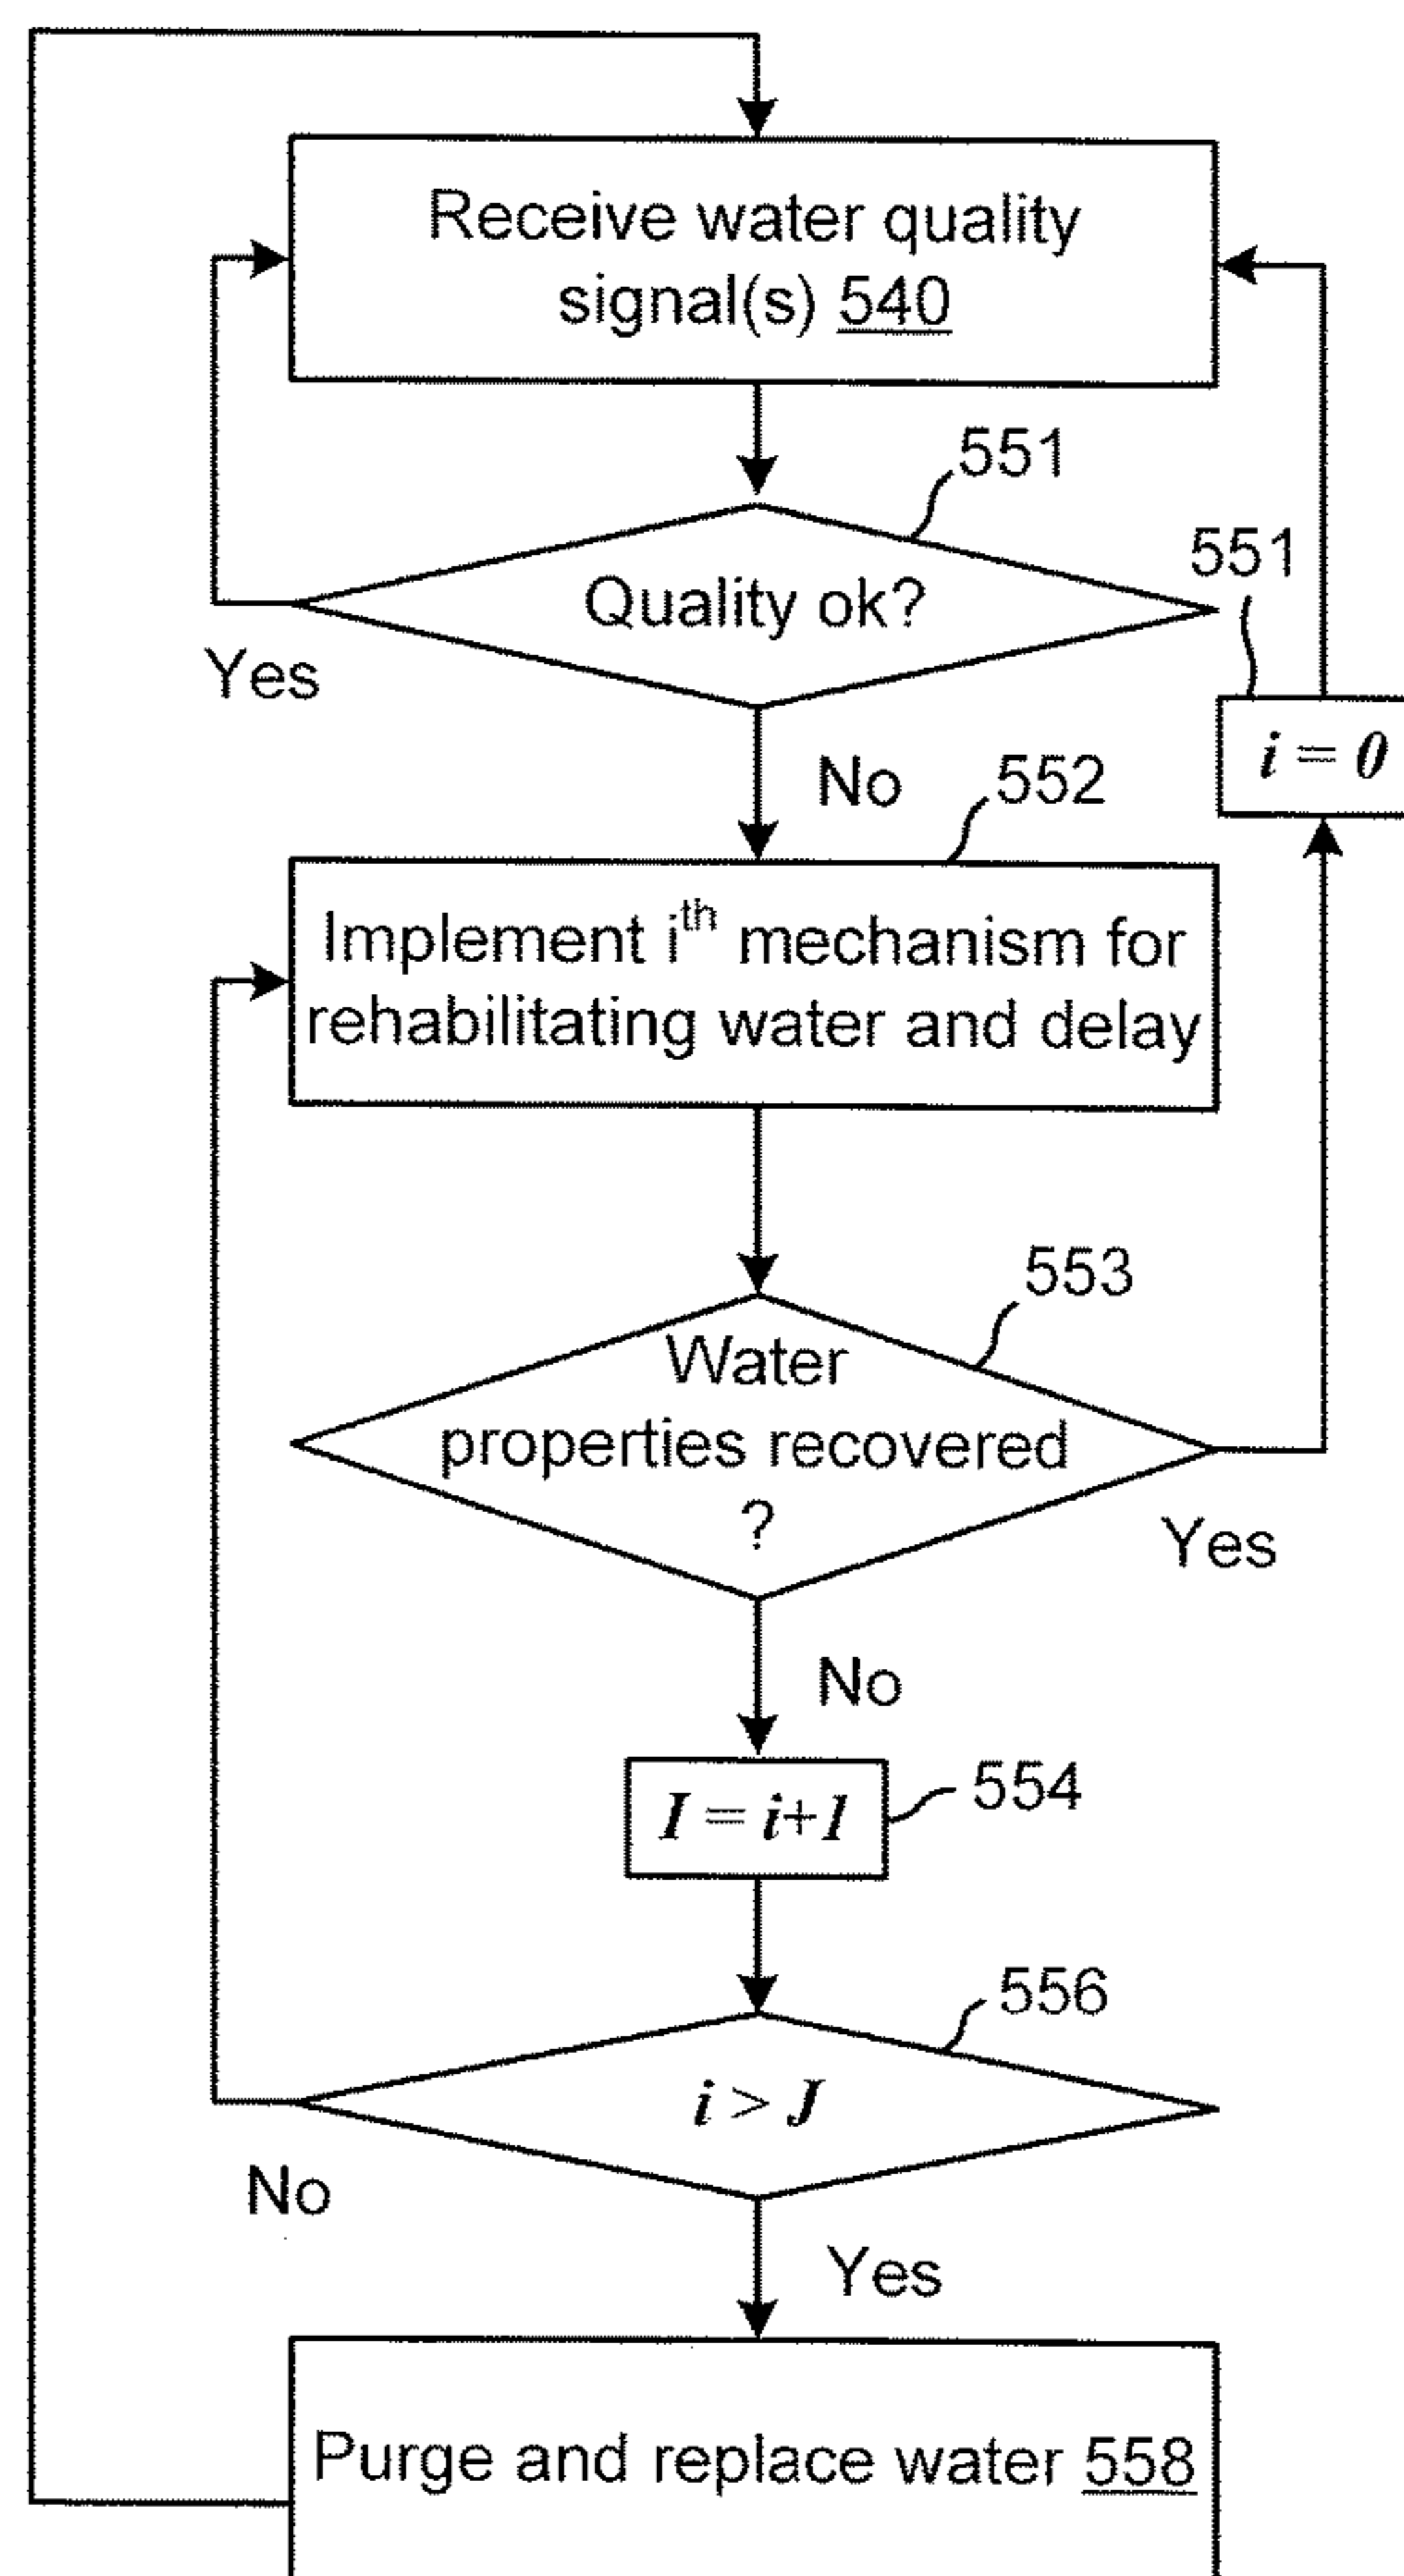 Receive water quality
signal(s) 540
551
Quality ok?
Yes
551
i = 0
No
552
Implement ith mechanism for
rehabilitating water and delay
553
Water
properties recovered
?
Yes
No
I = i+1
554
556
i > J
No
Yes
Purge and replace water 558